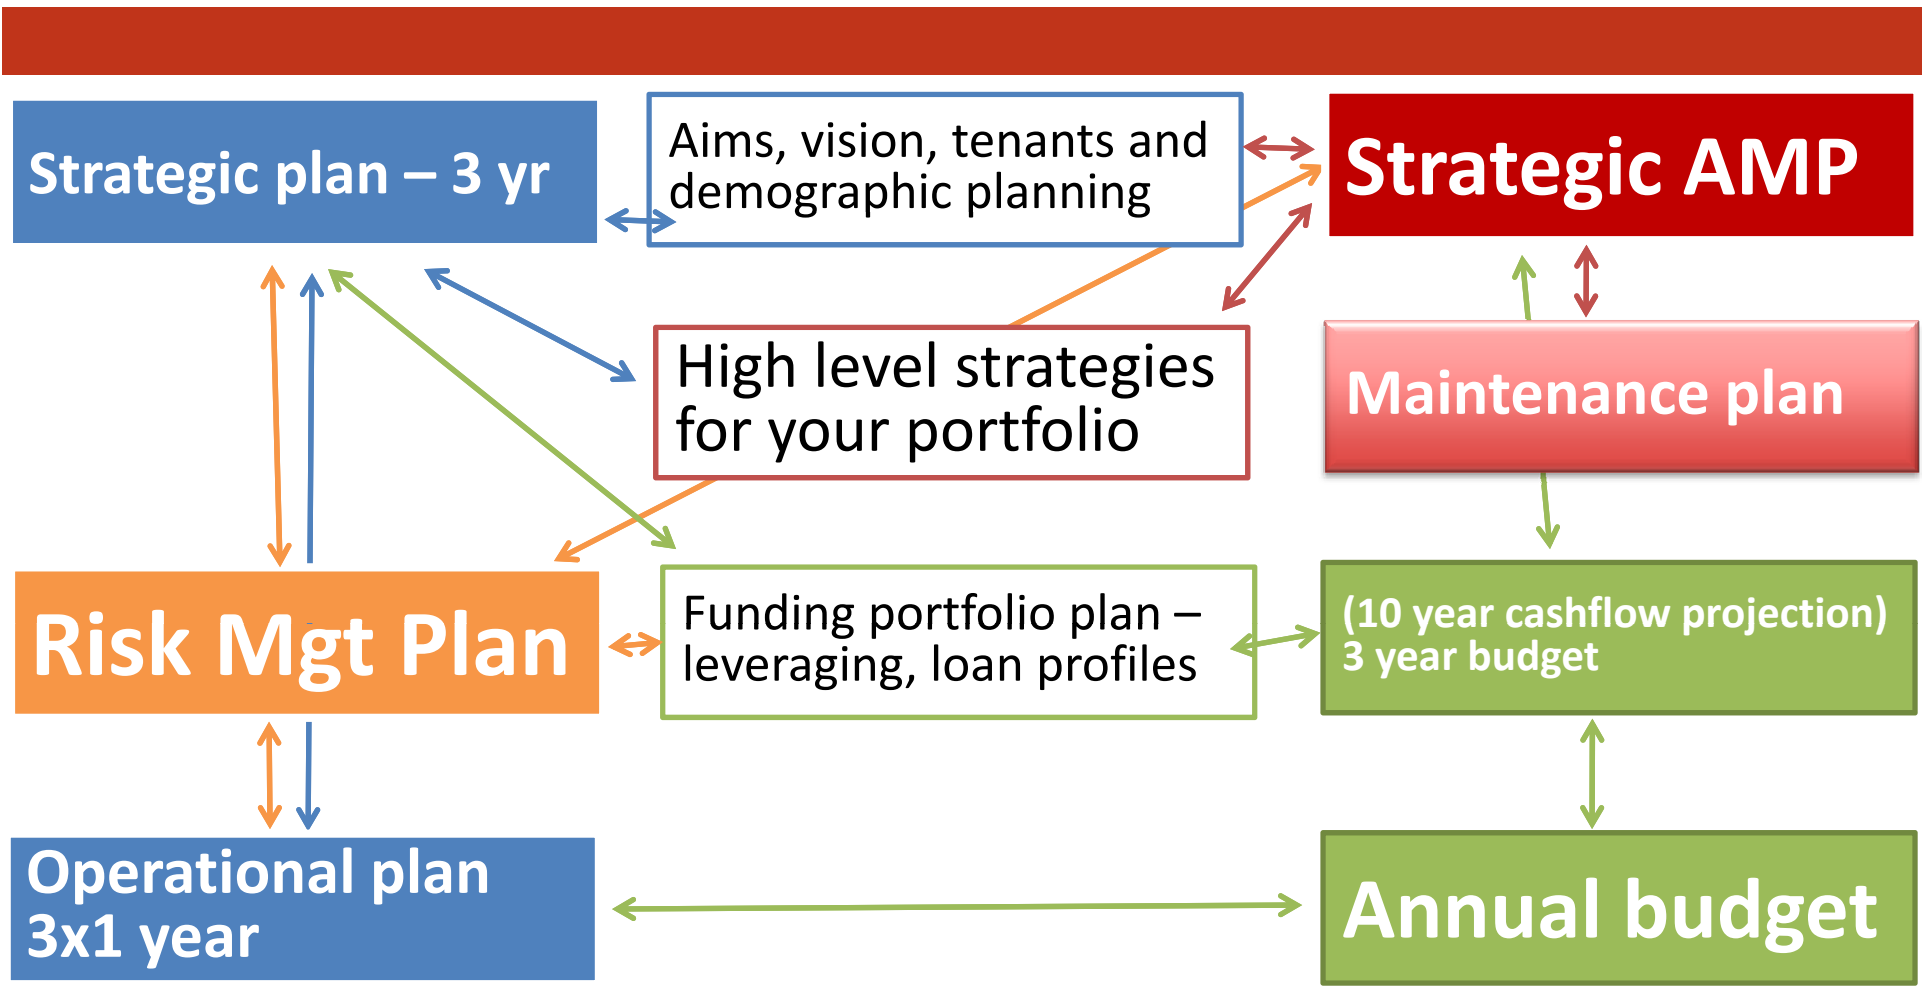 Strategic plan – 3 yr
Aims, vision, tenants and
demographic planning
Strategic AMP
High level strategies
for your portfolio
Maintenance plan
Risk Mgt Plan
Funding portfolio plan –
leveraging, loan profiles
(10 year cashflow projection)
3 year budget
Operational plan
3x1 year
Annual budget